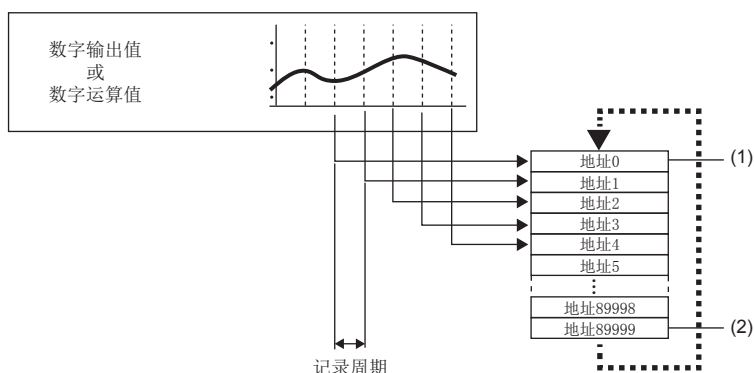 数字输出值
或
数字运算值
地址0
(1)
地址1
地址2
地址3
地址4
地址5
地址89998
地址89999
(2)
记录周期